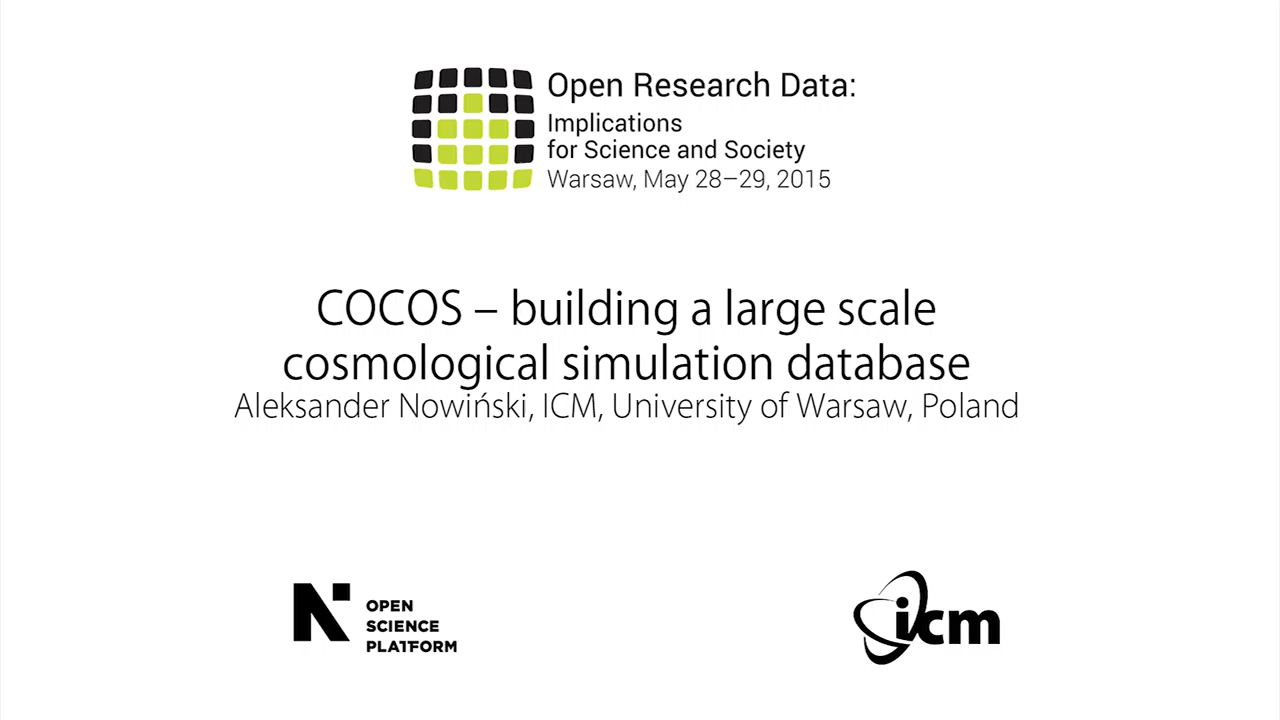 Open Research Data:
Implications
for Science and Society
Warsaw, May 28–29, 2015
COCOS – building a large scale
cosmological simulation database
Aleksander Nowiński, ICM, University of Warsaw, Poland
OPEN
SCIENCE
PLATFORM
icm